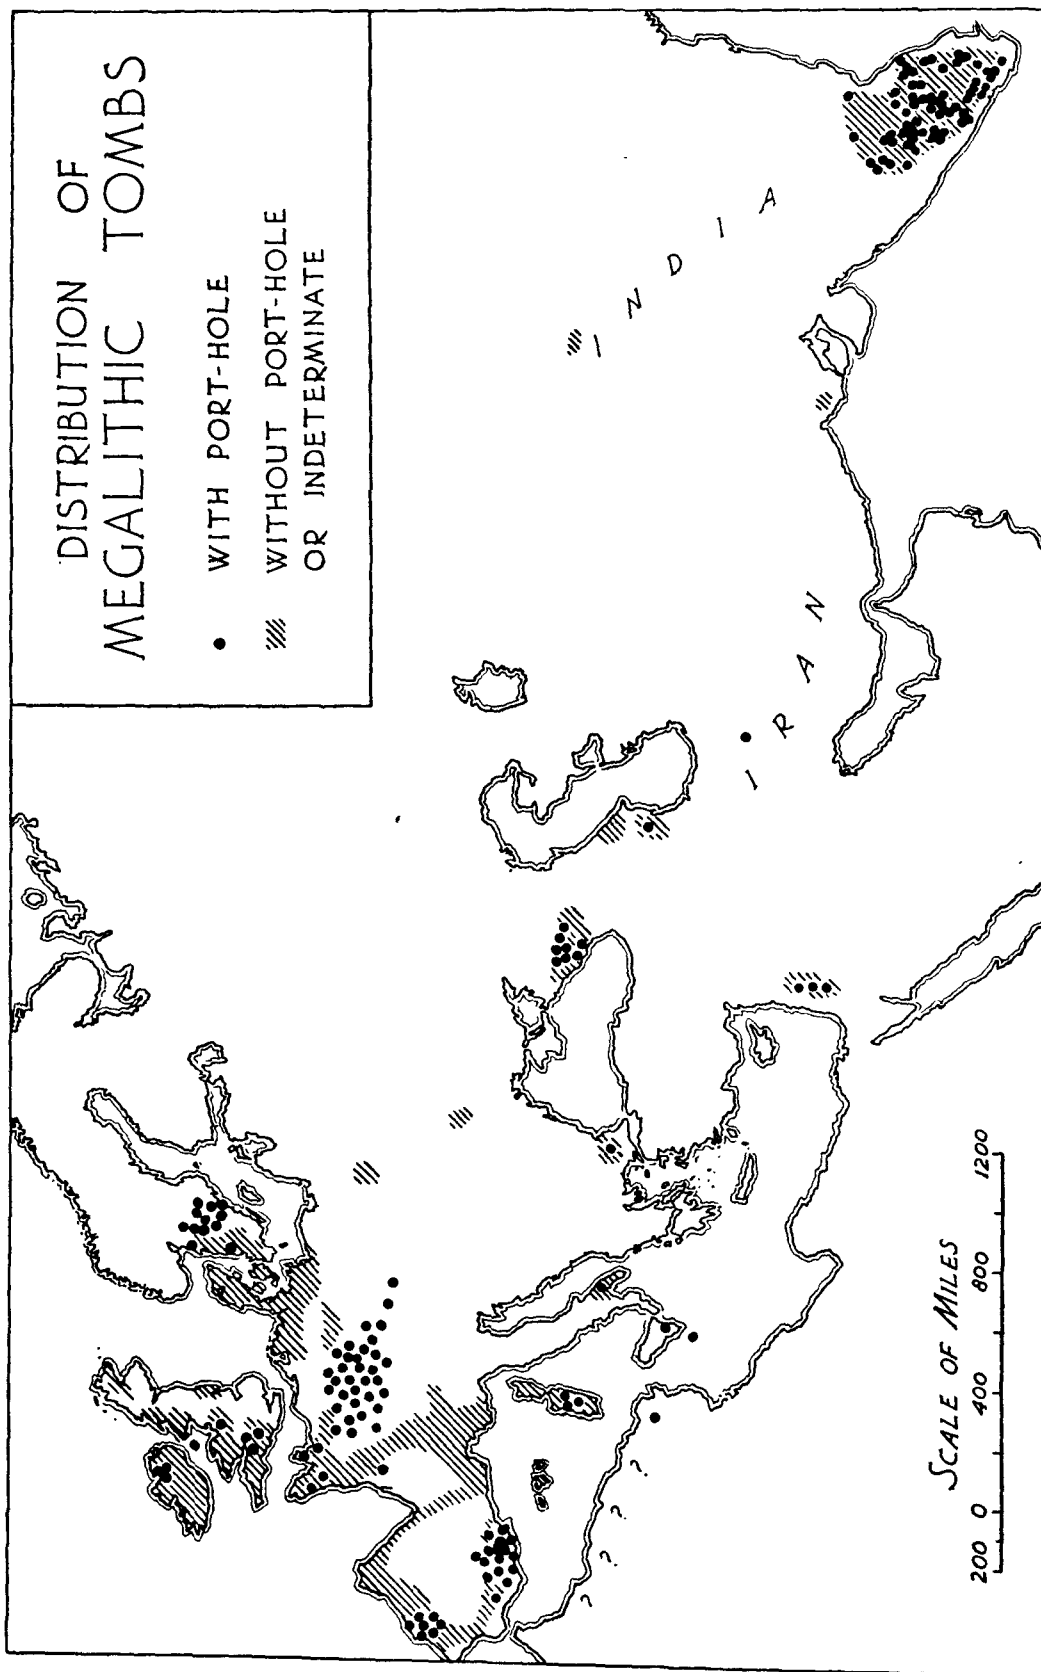 DISTRIBUTION OF
MEGALITHIC TOMBS
WITH PORT-HOLE
WITHOUT PORT-HOLE
OR INDETERMINATE
INDIA
IRAN
? ? ? ?
SCALE OF MILES
200 0 400 800 1200